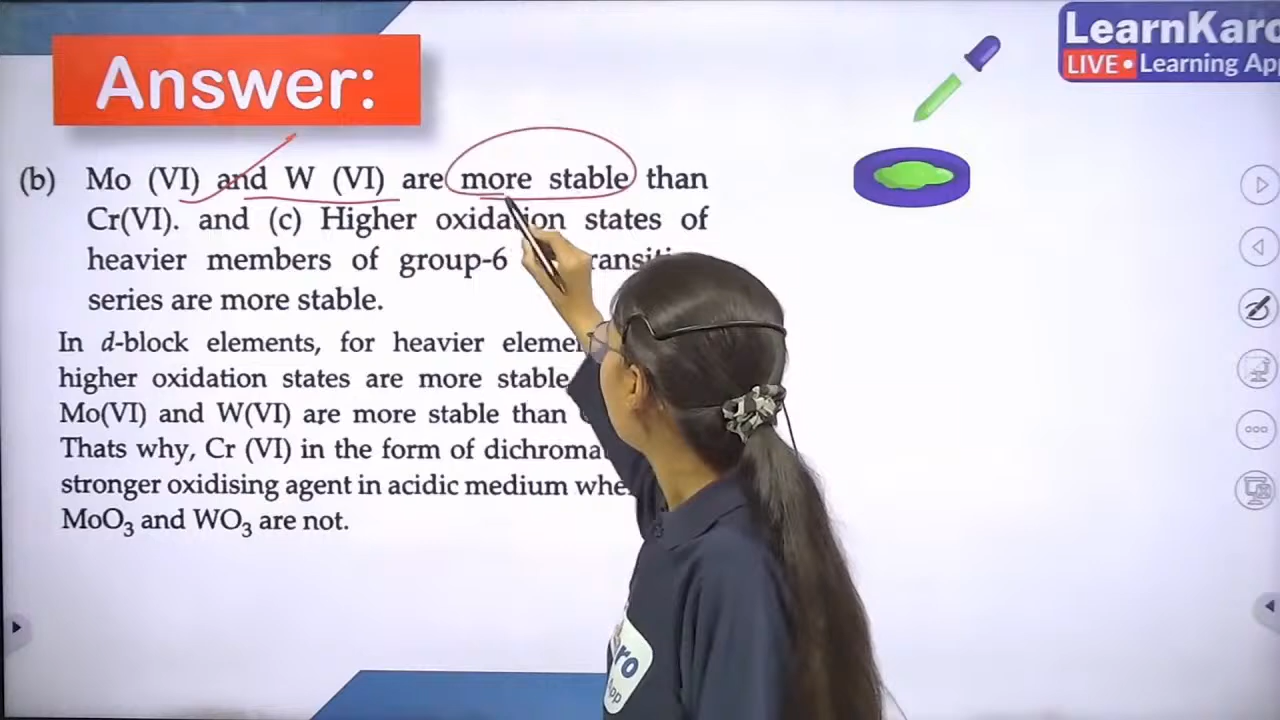 LearnKaro
LIVE • Learning App
Answer:
(b) Mo (VI) and W (VI) are more stable than
Cr(VI). and (c) Higher oxidation states of
heavier members of group-6
series are more stable.
In d-block elements, for heavier
higher oxidation states are more stable
Mo(VI) and W(VI) are more stable than
Thats why, Cr (VI) in the form of
stronger oxidising agent in acidic medium
MoO3 and WO3 are not.
aro
App